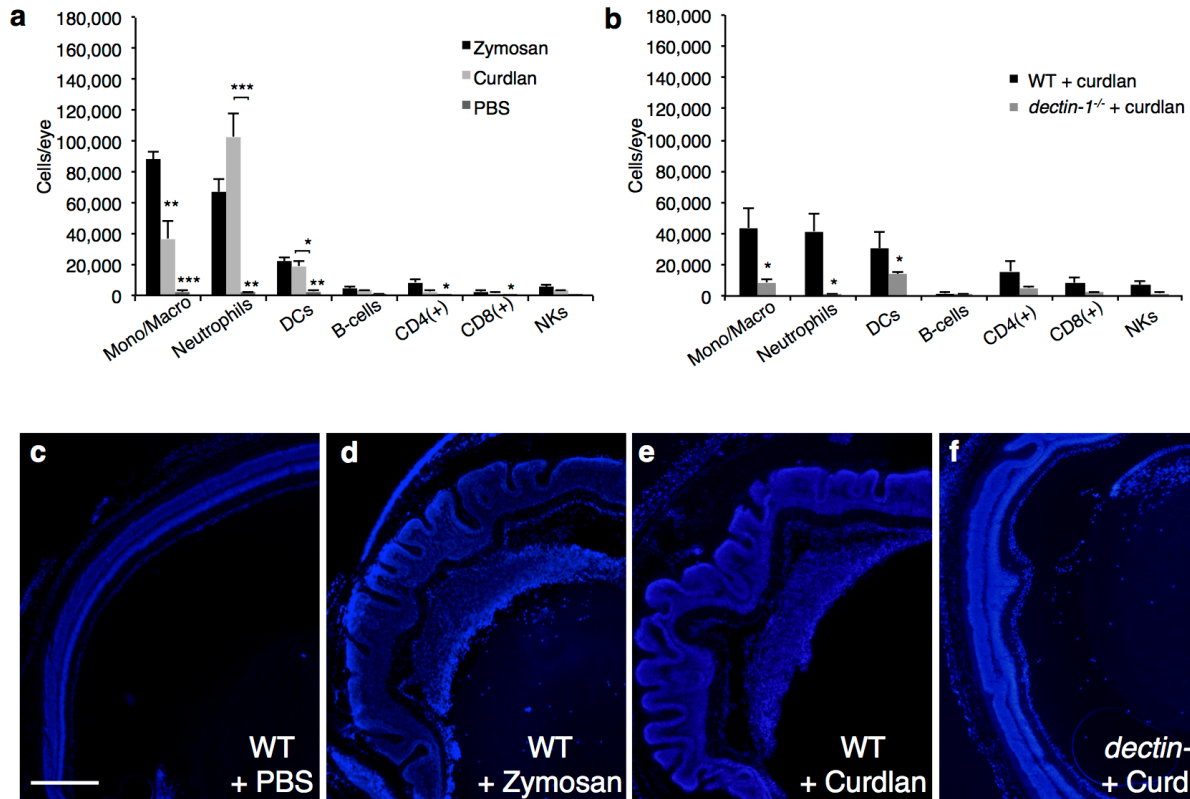 a
180,000
160,000
140,000
120,000
100,000
80,000
60,000
40,000
20,000
0
Cells/eye
Zymosan
Curdlan
PBS
** ***
*** **
* **
*
*
Mono/Macro Neutrophils DCs B-cells CD4(+) CD8(+) NKs
b
180,000
160,000
140,000
120,000
100,000
80,000
60,000
40,000
20,000
0
Cells/eye
WT + curdlan
dectin-1-/- + curdlan
* * *
Mono/Macro Neutrophils DCs B-cells CD4(+) CD8(+) NKs
c
WT
+ PBS
d
WT
+ Zymosan
e
WT
+ Curdlan
f
dectin-
+ Curd